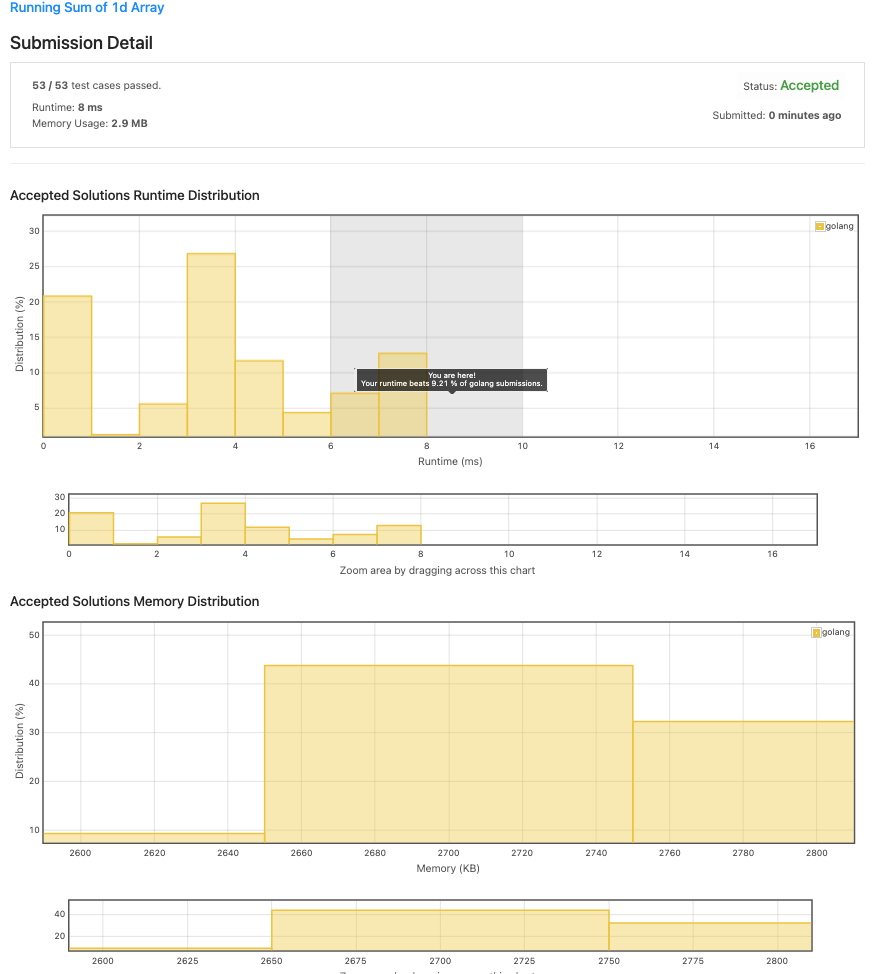 Running Sum of 1d Array
Submission Detail
53 / 53 test cases passed.
Status: Accepted
Runtime: 8 ms
Memory Usage: 2.9 MB
Submitted: 0 minutes ago
Accepted Solutions Runtime Distribution
golang
30
25
20
15
10
5
Distribution (%)
You are here!
Your runtime beats 9.21 % of golang submissions.
0 2 4 6 8 10 12 14 16
Runtime (ms)
30
20
10
0 2 4 6 8 10 12 14 16
Zoom area by dragging across this chart
Accepted Solutions Memory Distribution
golang
50
40
30
20
10
Distribution (%)
2600 2620 2640 2660 2680 2700 2720 2740 2760 2780 2800
Memory (KB)
40
20
2600 2625 2650 2675 2700 2725 2750 2775 2800